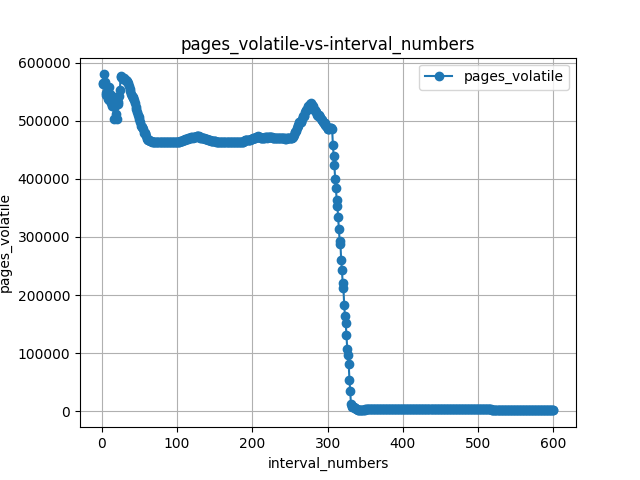 pages_volatile-vs-interval_numbers
pages_volatile
600000
500000
400000
300000
200000
100000
0
pages_volatile
0 100 200 300 400 500 600
interval_numbers